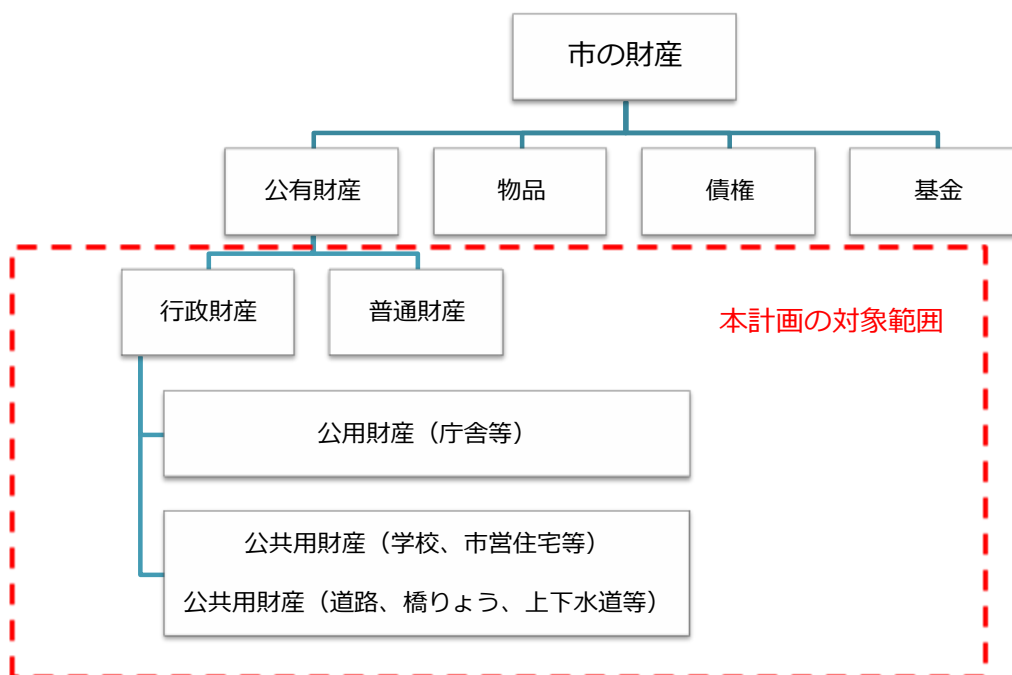 市の財産
公有財産
物品
債権
基金
行政財産
普通財産
本計画の対象範囲
公用財産（庁舎等）
公共用財産（学校、市営住宅等）
公共用財産（道路、橋りょう、上下水道等）